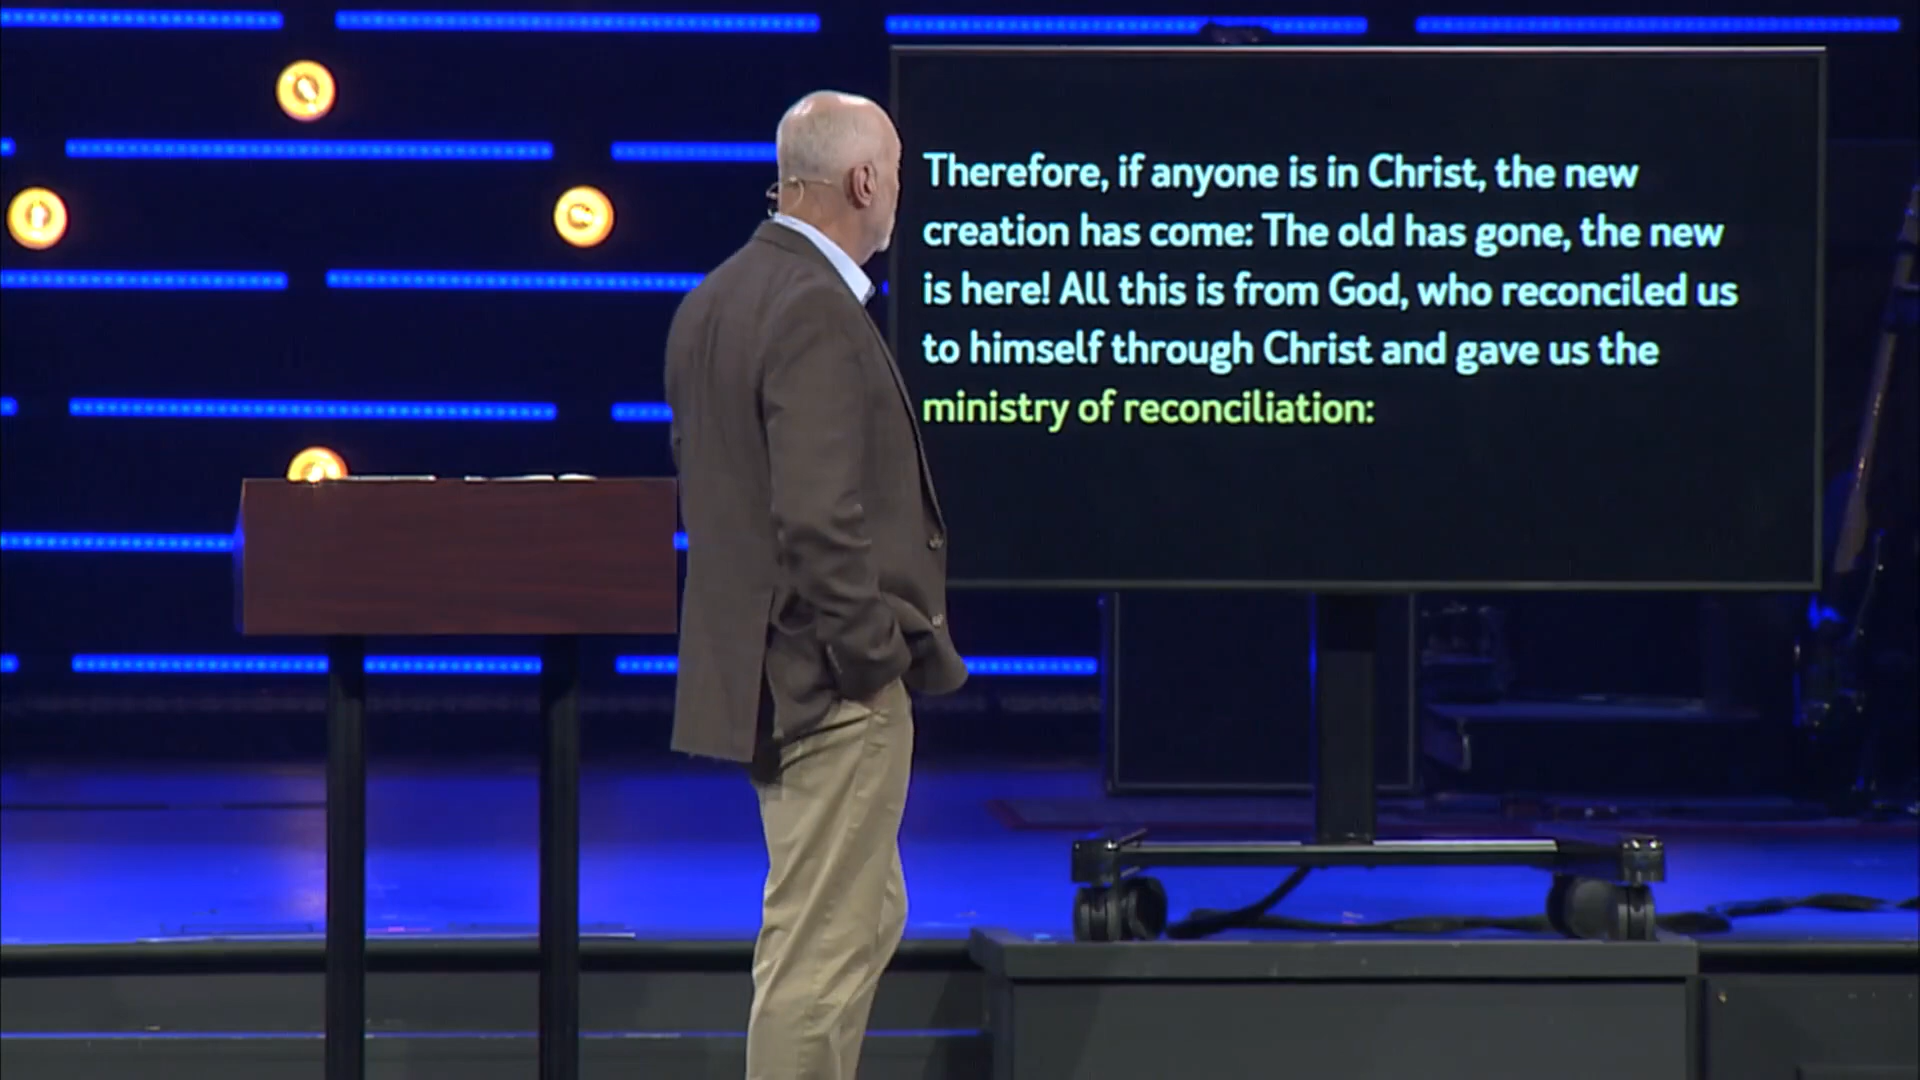 Therefore, if anyone is in Christ, the new
creation has come: The old has gone, the new
is here! All this is from God, who reconciled us
to himself through Christ and gave us the
ministry of reconciliation: